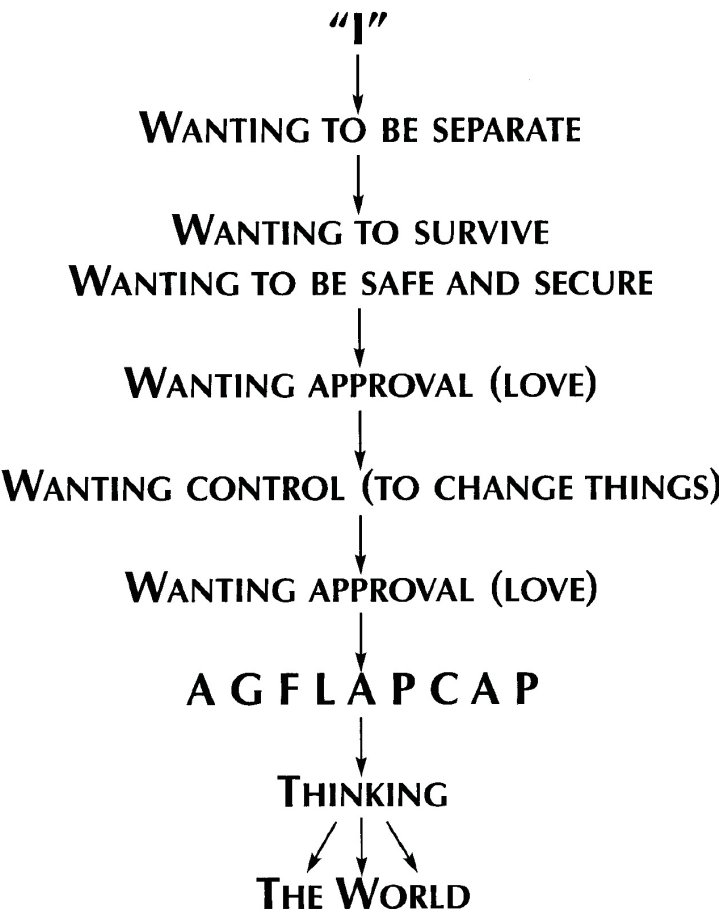 "I"
WANTING TO BE SEPARATE
WANTING TO SURVIVE
WANTING TO BE SAFE AND SECURE
WANTING APPROVAL (LOVE)
WANTING CONTROL (TO CHANGE THINGS)
WANTING APPROVAL (LOVE)
A G F L A P C A P
THINKING
THE WORLD